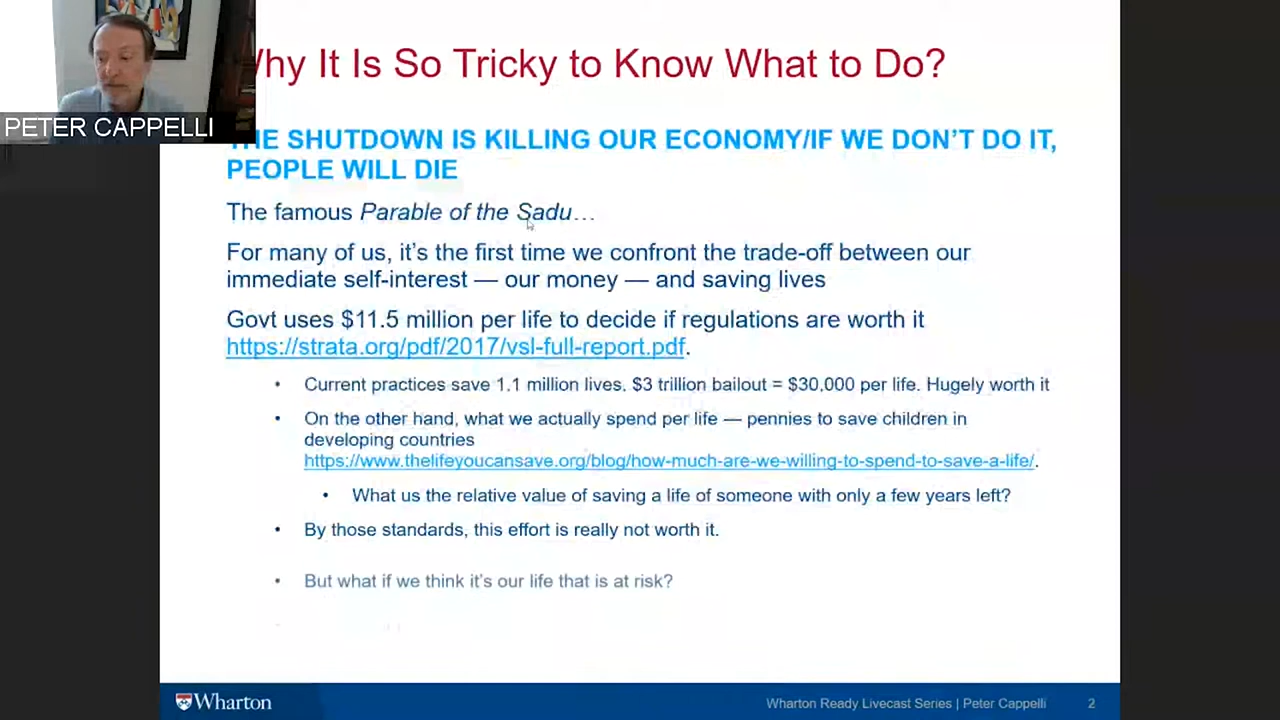 Why It Is So Tricky to Know What to Do?
PETER CAPPELLI
THE SHUTDOWN IS KILLING OUR ECONOMY/IF WE DON'T DO IT,
PEOPLE WILL DIE
The famous Parable of the Sadu…
For many of us, it's the first time we confront the trade-off between our
immediate self-interest — our money — and saving lives
Govt uses $11.5 million per life to decide if regulations are worth it
https://strata.org/pdf/2017/vsl-full-report.pdf.
• Current practices save 1.1 million lives. $3 trillion bailout = $30,000 per life. Hugely worth it
• On the other hand, what we actually spend per life — pennies to save children in
developing countries
https://www.thelifeyoucansave.org/blog/how-much-are-we-willing-to-spend-to-save-a-life/.
• What us the relative value of saving a life of someone with only a few years left?
• By those standards, this effort is really not worth it.
• But what if we think it's our life that is at risk?
Wharton
Wharton Ready Livecast Series | Peter Cappelli
2